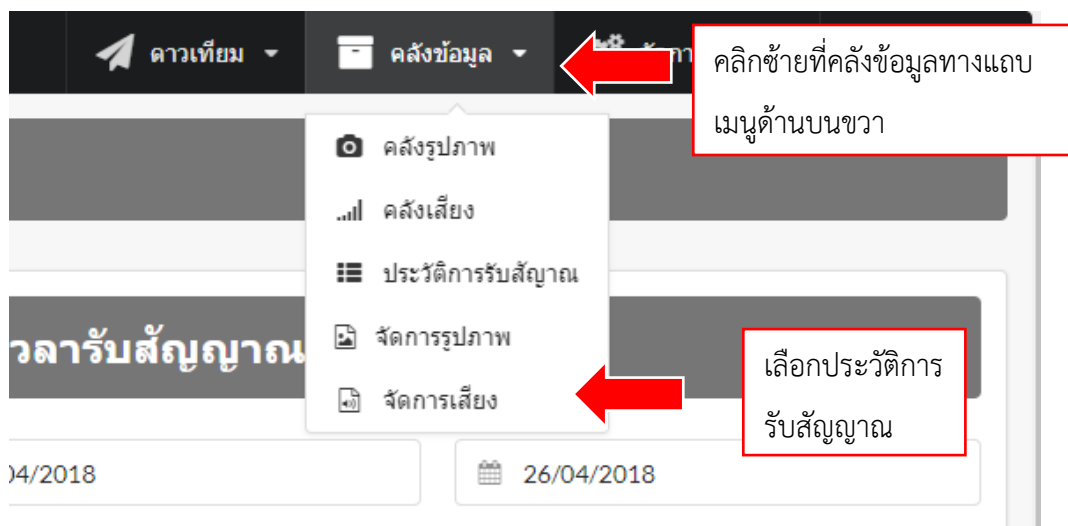 ดาวเทียม
คลังข้อมูล
คลิกซ้ายที่คลังข้อมูลทางแถบ
เมนูด้านบนขวา
คลังรูปภาพ
คลังเสียง
ประวัติการรับสัญาณ
จัดการรูปภาพ
จัดการเสียง
วลารับสัญญาณ
เลือกประวัติการ
รับสัญญาณ
04/2018
26/04/2018